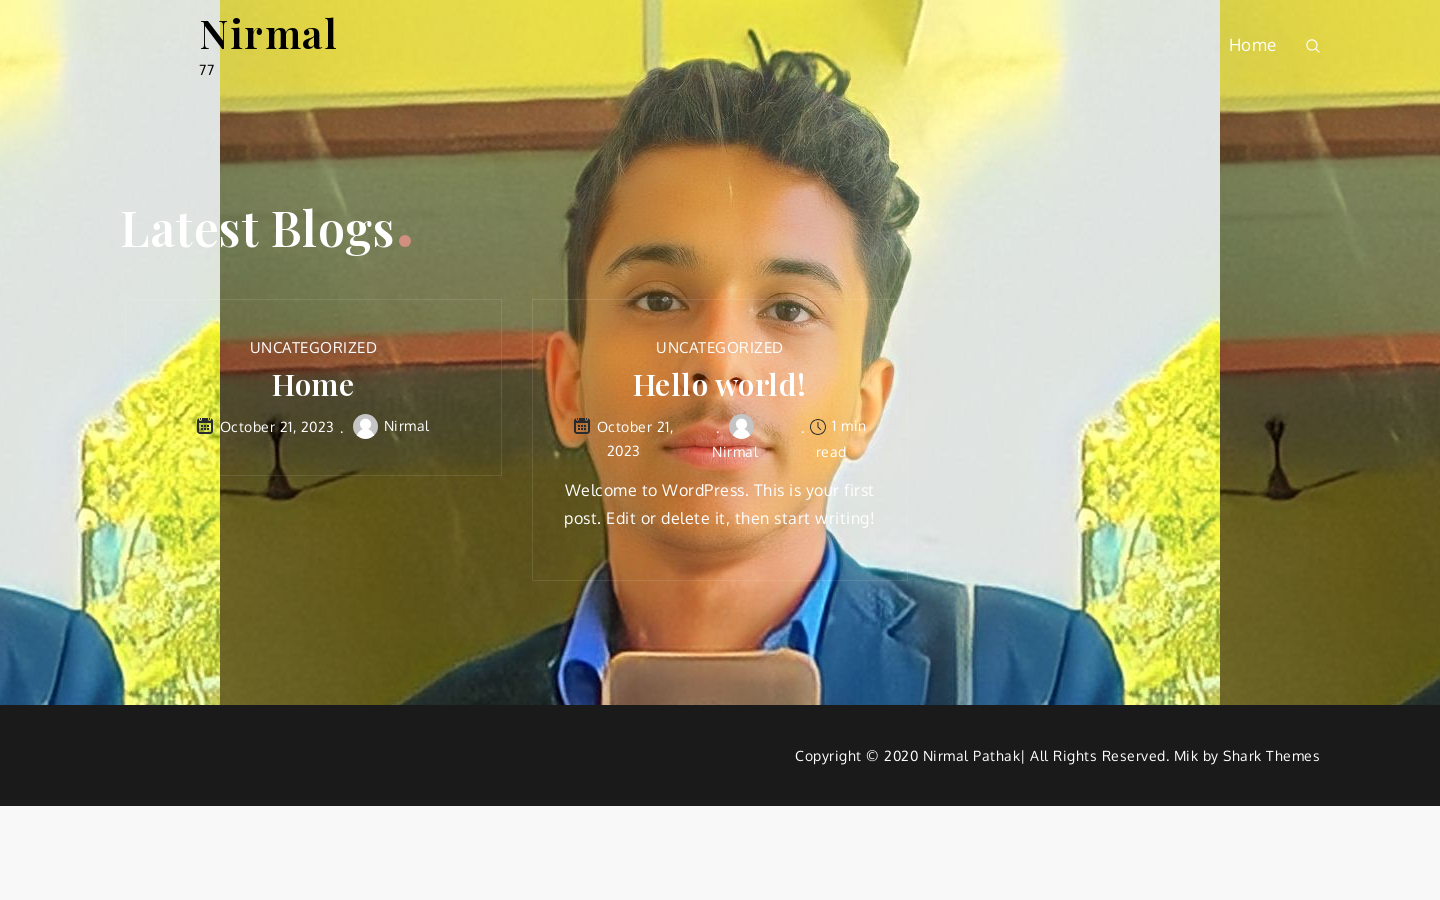 Nirmal
77
Home
Latest Blogs.
UNCATEGORIZED
Home
October 21, 2023 . Nirmal
UNCATEGORIZED
Hello world!
October 21, 2023 . Nirmal . 1 min read
Welcome to WordPress. This is your first
post. Edit or delete it, then start writing!
Copyright © 2020 Nirmal Pathak| All Rights Reserved. Mik by Shark Themes